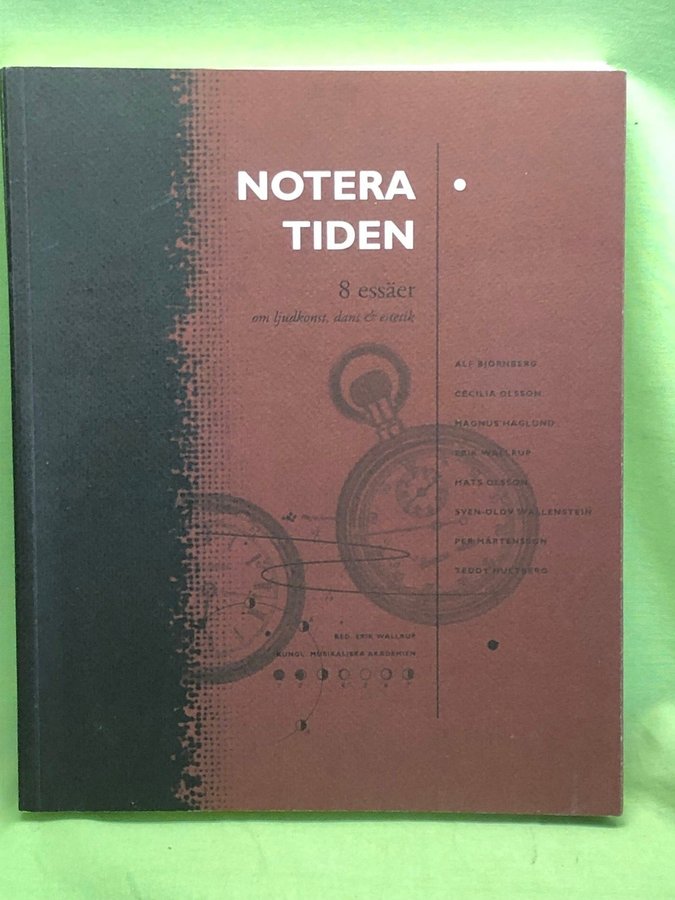 NOTERA
TIDEN
8 essäer
om ljudkonst, dans & estetik
ALF BJÖRNBERG
CECILIA OLSSON
MAGNUS HAGLUND
ERIK WALLRUP
MATS OLSSON
SVEN-OLOV WALLENSTEIN
PER MÅRTENSSON
TEDDY HULTBERG
RED. ERIK WALLRUP
KUNGL. MUSIKALISKA AKADEMIEN